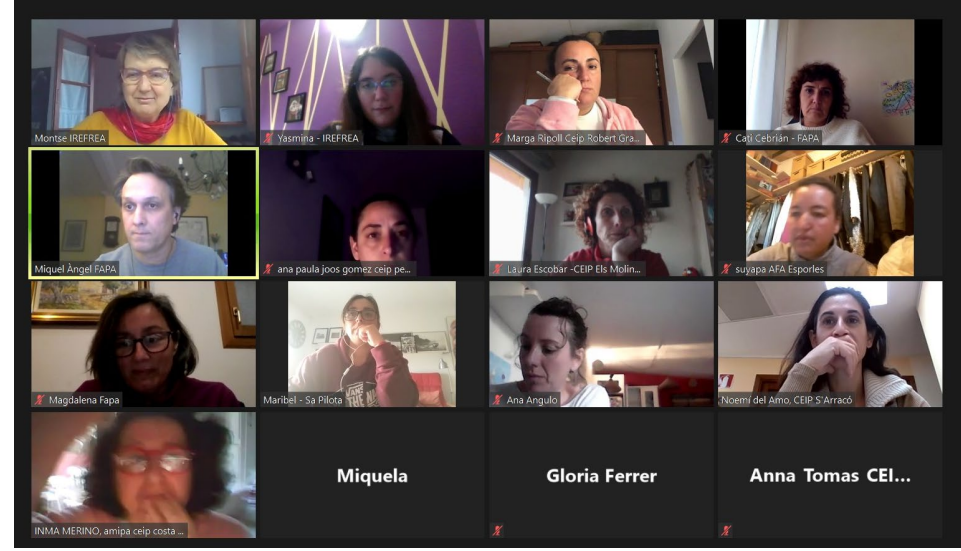 Montse IREFREA
Yasmina - IREFREA
Marga Ripoll Ceip Robert Gra...
Cati Cebrián - FAPA
Miquel Àngel FAPA
ana paula joos gomez ceip pe...
Laura Escobar -CEIP Els Molin...
suyapa AFA Esporles
Magdalena Fapa
Maribel - Sa Pilota
Ana Angulo
Noemí del Amo, CEIP S'Arracó
INMA MERINO, amipa ceip costa ...
Miquela
Gloria Ferrer
Anna Tomas CEI...
VANS